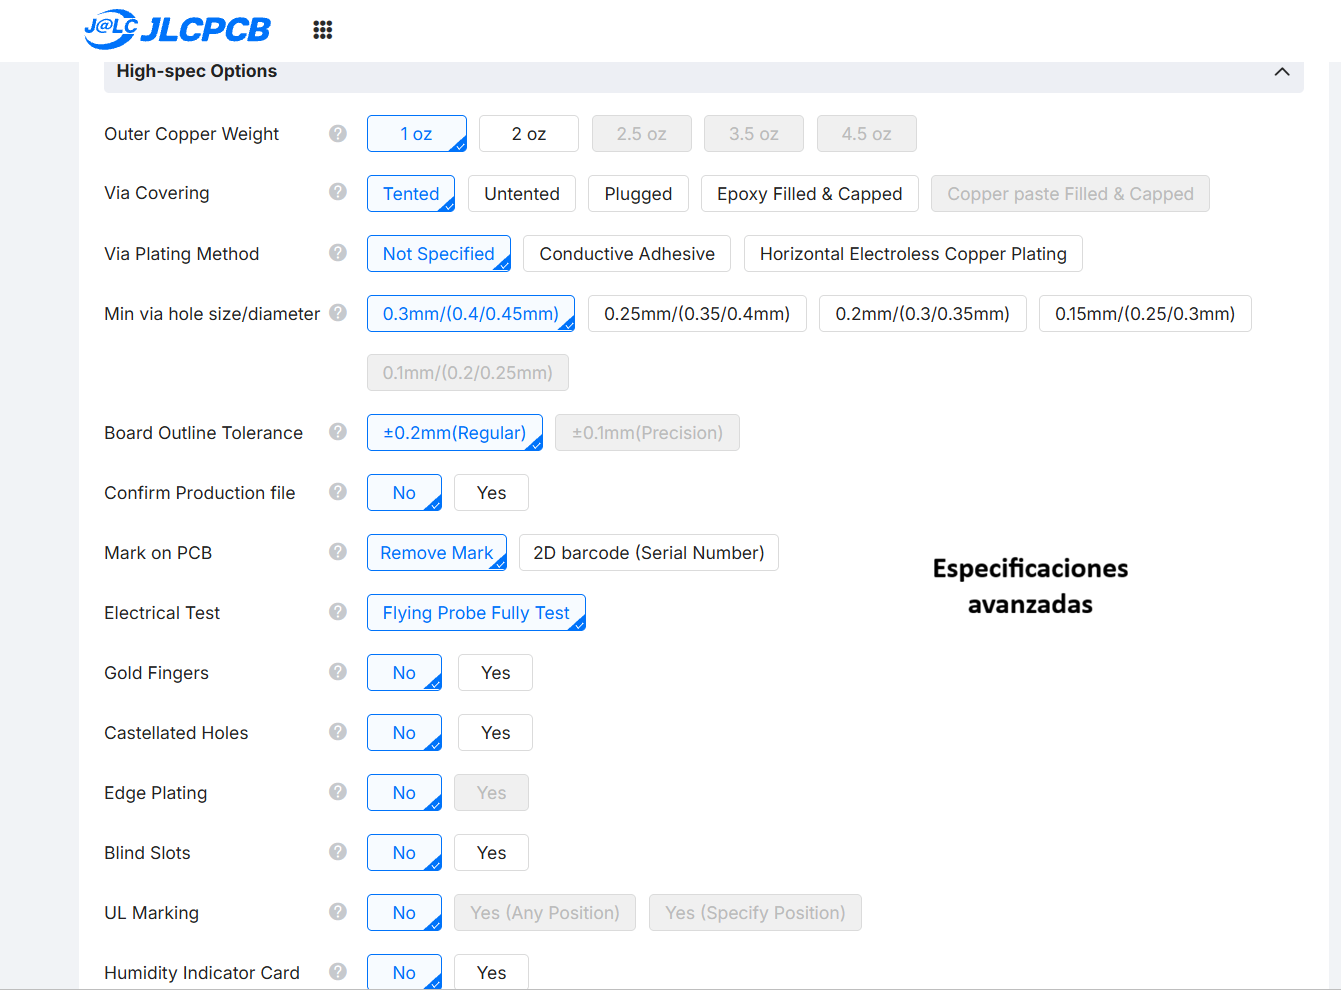 J@LC JLCPCB
High-spec Options
Outer Copper Weight ? 1 oz 2 oz 2.5 oz 3.5 oz 4.5 oz
Via Covering ? Tented Untented Plugged Epoxy Filled & Capped Copper paste Filled & Capped
Via Plating Method ? Not Specified Conductive Adhesive Horizontal Electroless Copper Plating
Min via hole size/diameter ? 0.3mm/(0.4/0.45mm) 0.25mm/(0.35/0.4mm) 0.2mm/(0.3/0.35mm) 0.15mm/(0.25/0.3mm)
0.1mm/(0.2/0.25mm)
Board Outline Tolerance ? ±0.2mm(Regular) ±0.1mm(Precision)
Confirm Production file ? No Yes
Mark on PCB ? Remove Mark 2D barcode (Serial Number)
Especificaciones
avanzadas
Electrical Test ? Flying Probe Fully Test
Gold Fingers ? No Yes
Castellated Holes ? No Yes
Edge Plating ? No Yes
Blind Slots ? No Yes
UL Marking ? No Yes (Any Position) Yes (Specify Position)
Humidity Indicator Card ? No Yes